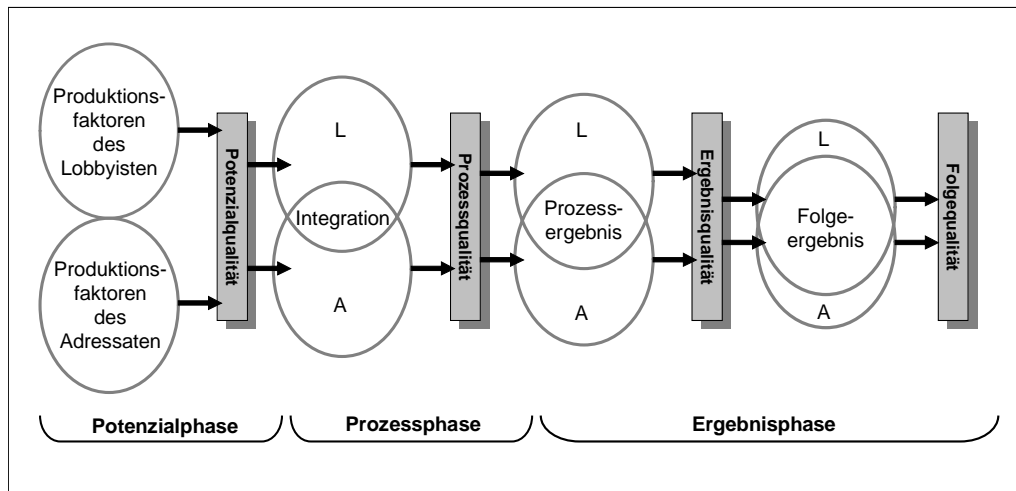 Produktions-
faktoren
des
Lobbyisten
Produktions-
faktoren
des
Adressaten
Potenzialqualität
L
Integration
A
Prozessqualität
L
Prozess-
ergebnis
A
Ergebnisqualität
L
Folge-
ergebnis
A
Folgequalität
Potenzialphase
Prozessphase
Ergebnisphase